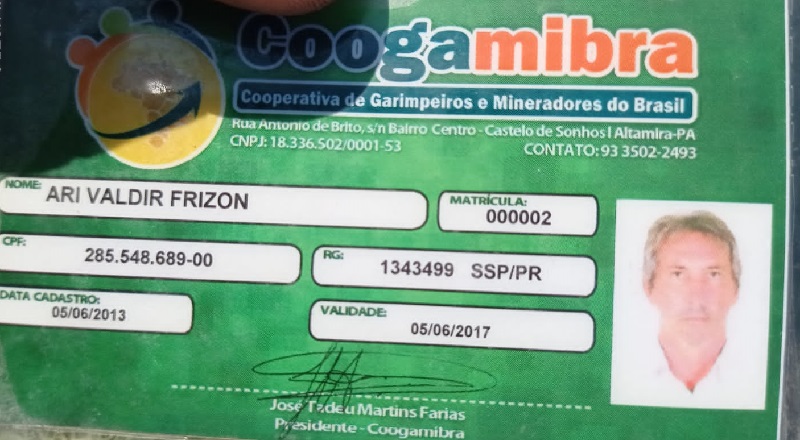 Coogamibra
Cooperativa de Garimpeiros e Mineradores do Brasil
Rua Antonio de Brito, s/n Bairro Centro - Castelo de Sonhos I Altamira-PA
CNPJ: 18.336.502/0001-53 CONTATO: 93 3502-2493
NOME: ARI VALDIR FRIZON
MATRÍCULA: 000002
CPF: 285.548.689-00
RG: 1343499 SSP/PR
DATA CADASTRO: 05/06/2013
VALIDADE: 05/06/2017
José Tadeu Martins Farias
Presidente - Coogamibra